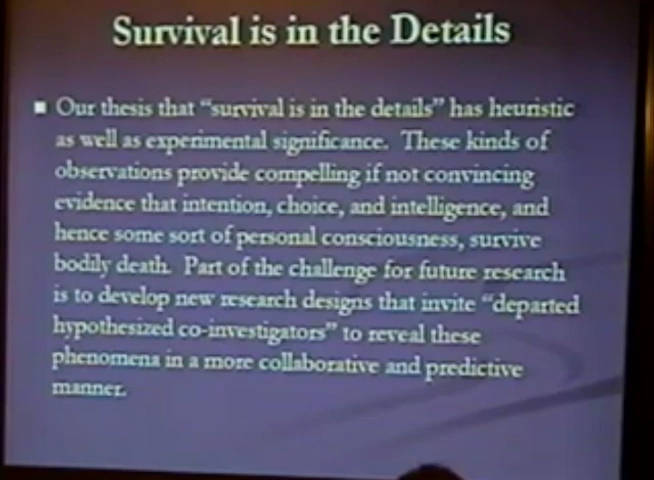 Survival is in the Details
Our thesis that “survival is in the details” has heuristic
as well as experimental significance. These kinds of
observations provide compelling if not convincing
evidence that intention, choice, and intelligence, and
hence some sort of personal consciousness, survive
bodily death. Part of the challenge for future research
is to develop new research designs that invite “departed
hypothesized co-investigators” to reveal these
phenomena in a more collaborative and predictive
manner.